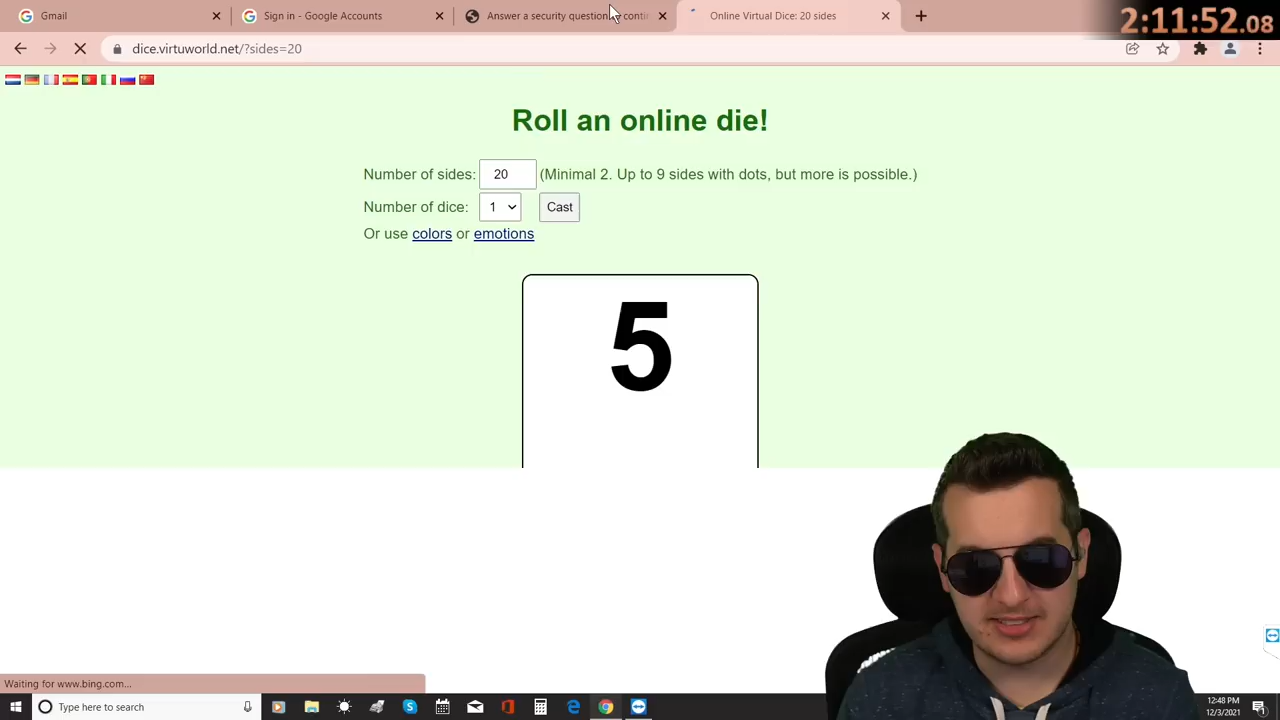 2:11:52.08
Gmail
Sign in - Google Accounts
Answer a security question to conti
Online Virtual Dice: 20 sides
dice.virtuworld.net/?sides=20
Roll an online die!
Number of sides: 20 (Minimal 2. Up to 9 sides with dots, but more is possible.)
Number of dice: 1 Cast
Or use colors or emotions
5
Waiting for www.bing.com...
Type here to search
12:48 PM
12/3/2021